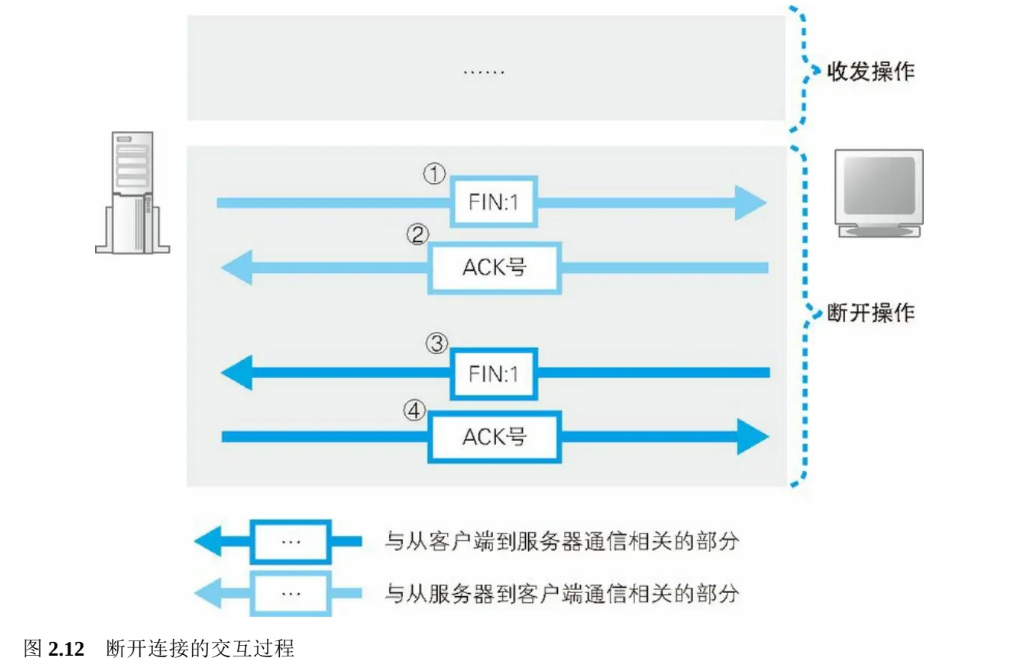 ......
收发操作
①
FIN:1
②
ACK号
断开操作
③
FIN:1
④
ACK号
... 与从客户端到服务器通信相关的部分
... 与从服务器到客户端通信相关的部分
图 2.12 断开连接的交互过程